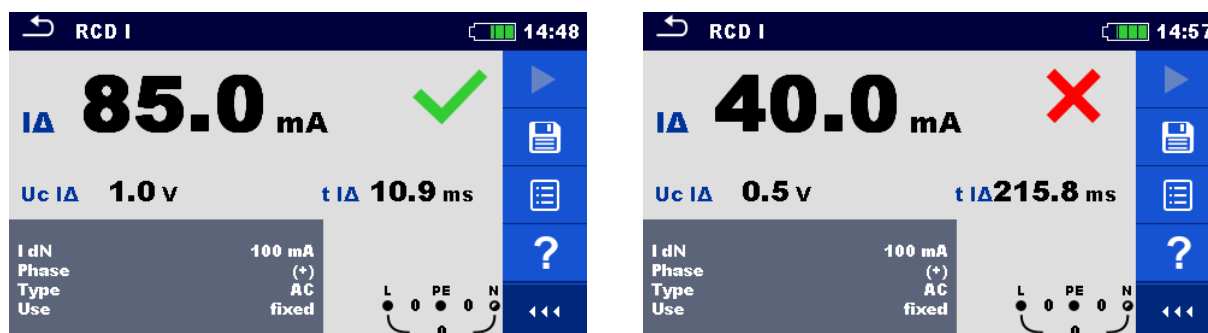 RCD I 14:48
IΔ 85.0 mA
Uc IΔ 1.0 V t IΔ 10.9 ms
I dN 100 mA
Phase (+)
Type AC
Use fixed
L PE N
0 0
0
?
RCD I 14:57
IΔ 40.0 mA
Uc IΔ 0.5 V t IΔ 215.8 ms
I dN 100 mA
Phase (+)
Type AC
Use fixed
L PE N
0 0
0
?